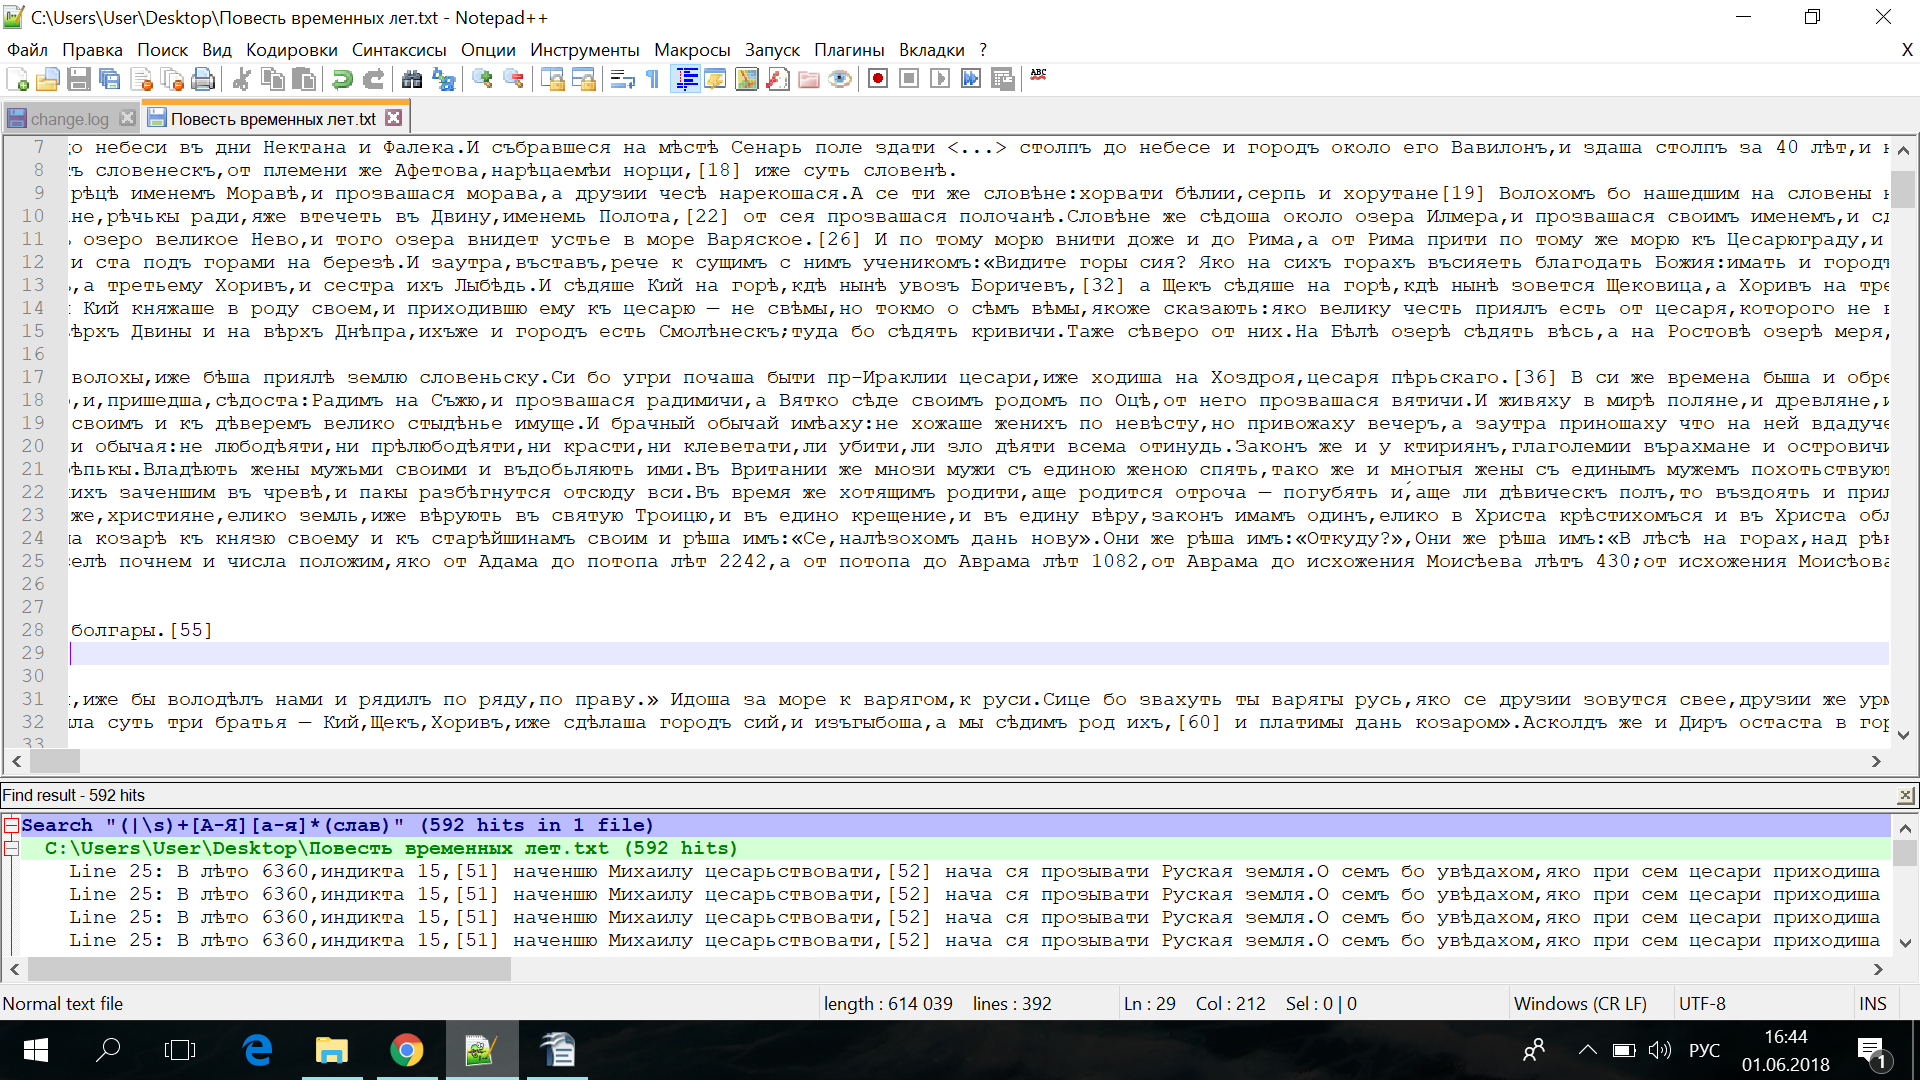 C:\Users\User\Desktop\Повесть временных лет.txt - Notepad++
Файл Правка Поиск Вид Кодировки Синтаксисы Опции Инструменты Макросы Запуск Плагины Вкладки ? X
ABC
change.log Повесть временных лет.txt
7 до небеси въ дни Нектана и Фалека.И събравшеся на мѣстѣ Сенарь поле здати <...> столпъ до небесе и городъ около его Вавилонъ,и здаша столпъ за 40 лѣт,и
8 словенескъ,от племени же Афетова,нарѣцаемѣи норци,[18] иже суть словенѣ.
9 рѣцѣ именемъ Моравѣ,и прозвашася морава,а друзии чесѣ нарекошася.А се ти же словѣне:хорвати бѣлии,серпь и хорутане[19] Волохомъ бо нашедшим на словены
10 не,рѣчькы ради,яже втечеть въ Двину,именемь Полота,[22] от сея прозвашася полочанѣ.Словѣне же сѣдоша около озера Илмера,и прозвашася своимъ именемъ,и
11 озеро великое Нево,и того озера внидет устье в море Варяское.[26] И по тому морю внити доже и до Рима,а от Рима прити по тому же морю къ Цесарюграду,и
12 и ста подъ горами на березѣ.И заутра,въставъ,рече к сущимъ с нимъ ученикомъ:«Видите горы сия? Яко на сихъ горахъ въсияеть благодать Божия:имать и городъ
13 ,а третьему Хоривъ,и сестра ихъ Лыбѣдь.И сѣдяше Кий на горѣ,кдѣ нынѣ увозъ Боричевъ,[32] а Щекъ сѣдяше на горѣ,кдѣ нынѣ зовется Щековица,а Хоривъ на
14 Кий княжаше в роду своем,и приходившю ему къ цесарю — не свѣмы,но токмо о сѣмъ вѣмы,якоже сказають:яко велику честь приялъ есть от цесаря,которого не
15 вѣрхъ Двины и на вѣрхъ Днѣпра,ихъже и городъ есть Смолѣнескъ;туда бо сѣдять кривичи.Таже сѣверо от них.На Бѣлѣ озерѣ сѣдять вѣсь,а на Ростовѣ озерѣ меря,
16
17 волохы,иже бѣша приялѣ землю словеньску.Си бо угри почаша быти пр-Ираклии цесари,иже ходиша на Хоздроя,цесаря пѣрьскаго.[36] В си же времена быша и
18 ,и,пришедша,сѣдоста:Радимъ на Съжю,и прозвашася радимичи,а Вятко сѣде своимъ родомъ по Оцѣ,от него прозвашася вятичи.И живяху в мирѣ поляне,и древляне,
19 своимъ и къ дѣверемъ велико стыдѣнье имуще.И брачный обычай имѣаху:не хожаше женихъ по невѣсту,но привожаху вечеръ,а заутра приношаху что на ней вдадуче
20 и обычая:не любодѣяти,ни прѣлюбодѣяти,ни красти,ни клеветати,ли убити,ли зло дѣяти всема отинудь.Законъ же и у ктириянъ,глаголемии върахмане и
21 ѣпькы.Владѣють жены мужьми своими и въдобьляють ими.Въ Британии же мнози мужи съ единою женою спять,тако же и многыя жены съ единымъ мужемъ
22 ихъ заченшим въ чревѣ,и пакы разбѣгнутся отсюду вси.Въ время же хотящимъ родити,аще родится отроча — погубять и́,аще ли дѣвическъ полъ,то въздоять и
23 же,християне,елико земль,иже вѣрують въ святую Троицю,и въ едино крещение,и въ едину вѣру,законъ имамъ одинъ,елико в Христа крѣстихомъся и въ Христа
24 на козарѣ къ князю своему и къ старѣйшинамъ своим и рѣша имъ:«Се,налѣзохомъ дань нову».Они же рѣша имъ:«Откуду?»,Они же рѣша имъ:«В лѣсѣ на горах,над
25 селѣ почнем и числа положим,яко от Адама до потопа лѣт 2242,а от потопа до Аврама лѣт 1082,от Аврама до исхожения Моисѣева лѣтъ 430;от исхожения
26
27
28 болгары.[55]
29
30
31 ,иже бы володѣлъ нами и рядилъ по ряду,по праву.» Идоша за море к варягом,к руси.Сице бо звахуть ты варягы русь,яко се друзии зовутся свее,друзии же
32 ла суть три братья — Кий,Щекъ,Хоривъ,иже сдѣлаша городъ сий,и изъгыбоша,а мы сѣдимъ род ихъ,[60] и платимы дань козаром».Асколдъ же и Диръ остаста в
33
Find result - 592 hits
Search "(|\s)+[А-Я][а-я]*(слав)" (592 hits in 1 file)
C:\Users\User\Desktop\Повесть временных лет.txt (592 hits)
Line 25: В лѣто 6360,индикта 15,[51] наченшю Михаилу цесарьствовати,[52] нача ся прозывати Руская земля.О семъ бо увѣдахом,яко при сем цесари приходиша
Line 25: В лѣто 6360,индикта 15,[51] наченшю Михаилу цесарьствовати,[52] нача ся прозывати Руская земля.О семъ бо увѣдахом,яко при сем цесари приходиша
Line 25: В лѣто 6360,индикта 15,[51] наченшю Михаилу цесарьствовати,[52] нача ся прозывати Руская земля.О семъ бо увѣдахом,яко при сем цесари приходиша
Line 25: В лѣто 6360,индикта 15,[51] наченшю Михаилу цесарьствовати,[52] нача ся прозывати Руская земля.О семъ бо увѣдахом,яко при сем цесари приходиша
Normal text file length : 614 039 lines : 392 Ln : 29 Col : 212 Sel : 0 | 0 Windows (CR LF) UTF-8 INS
РУС 16:44 1
01.06.2018